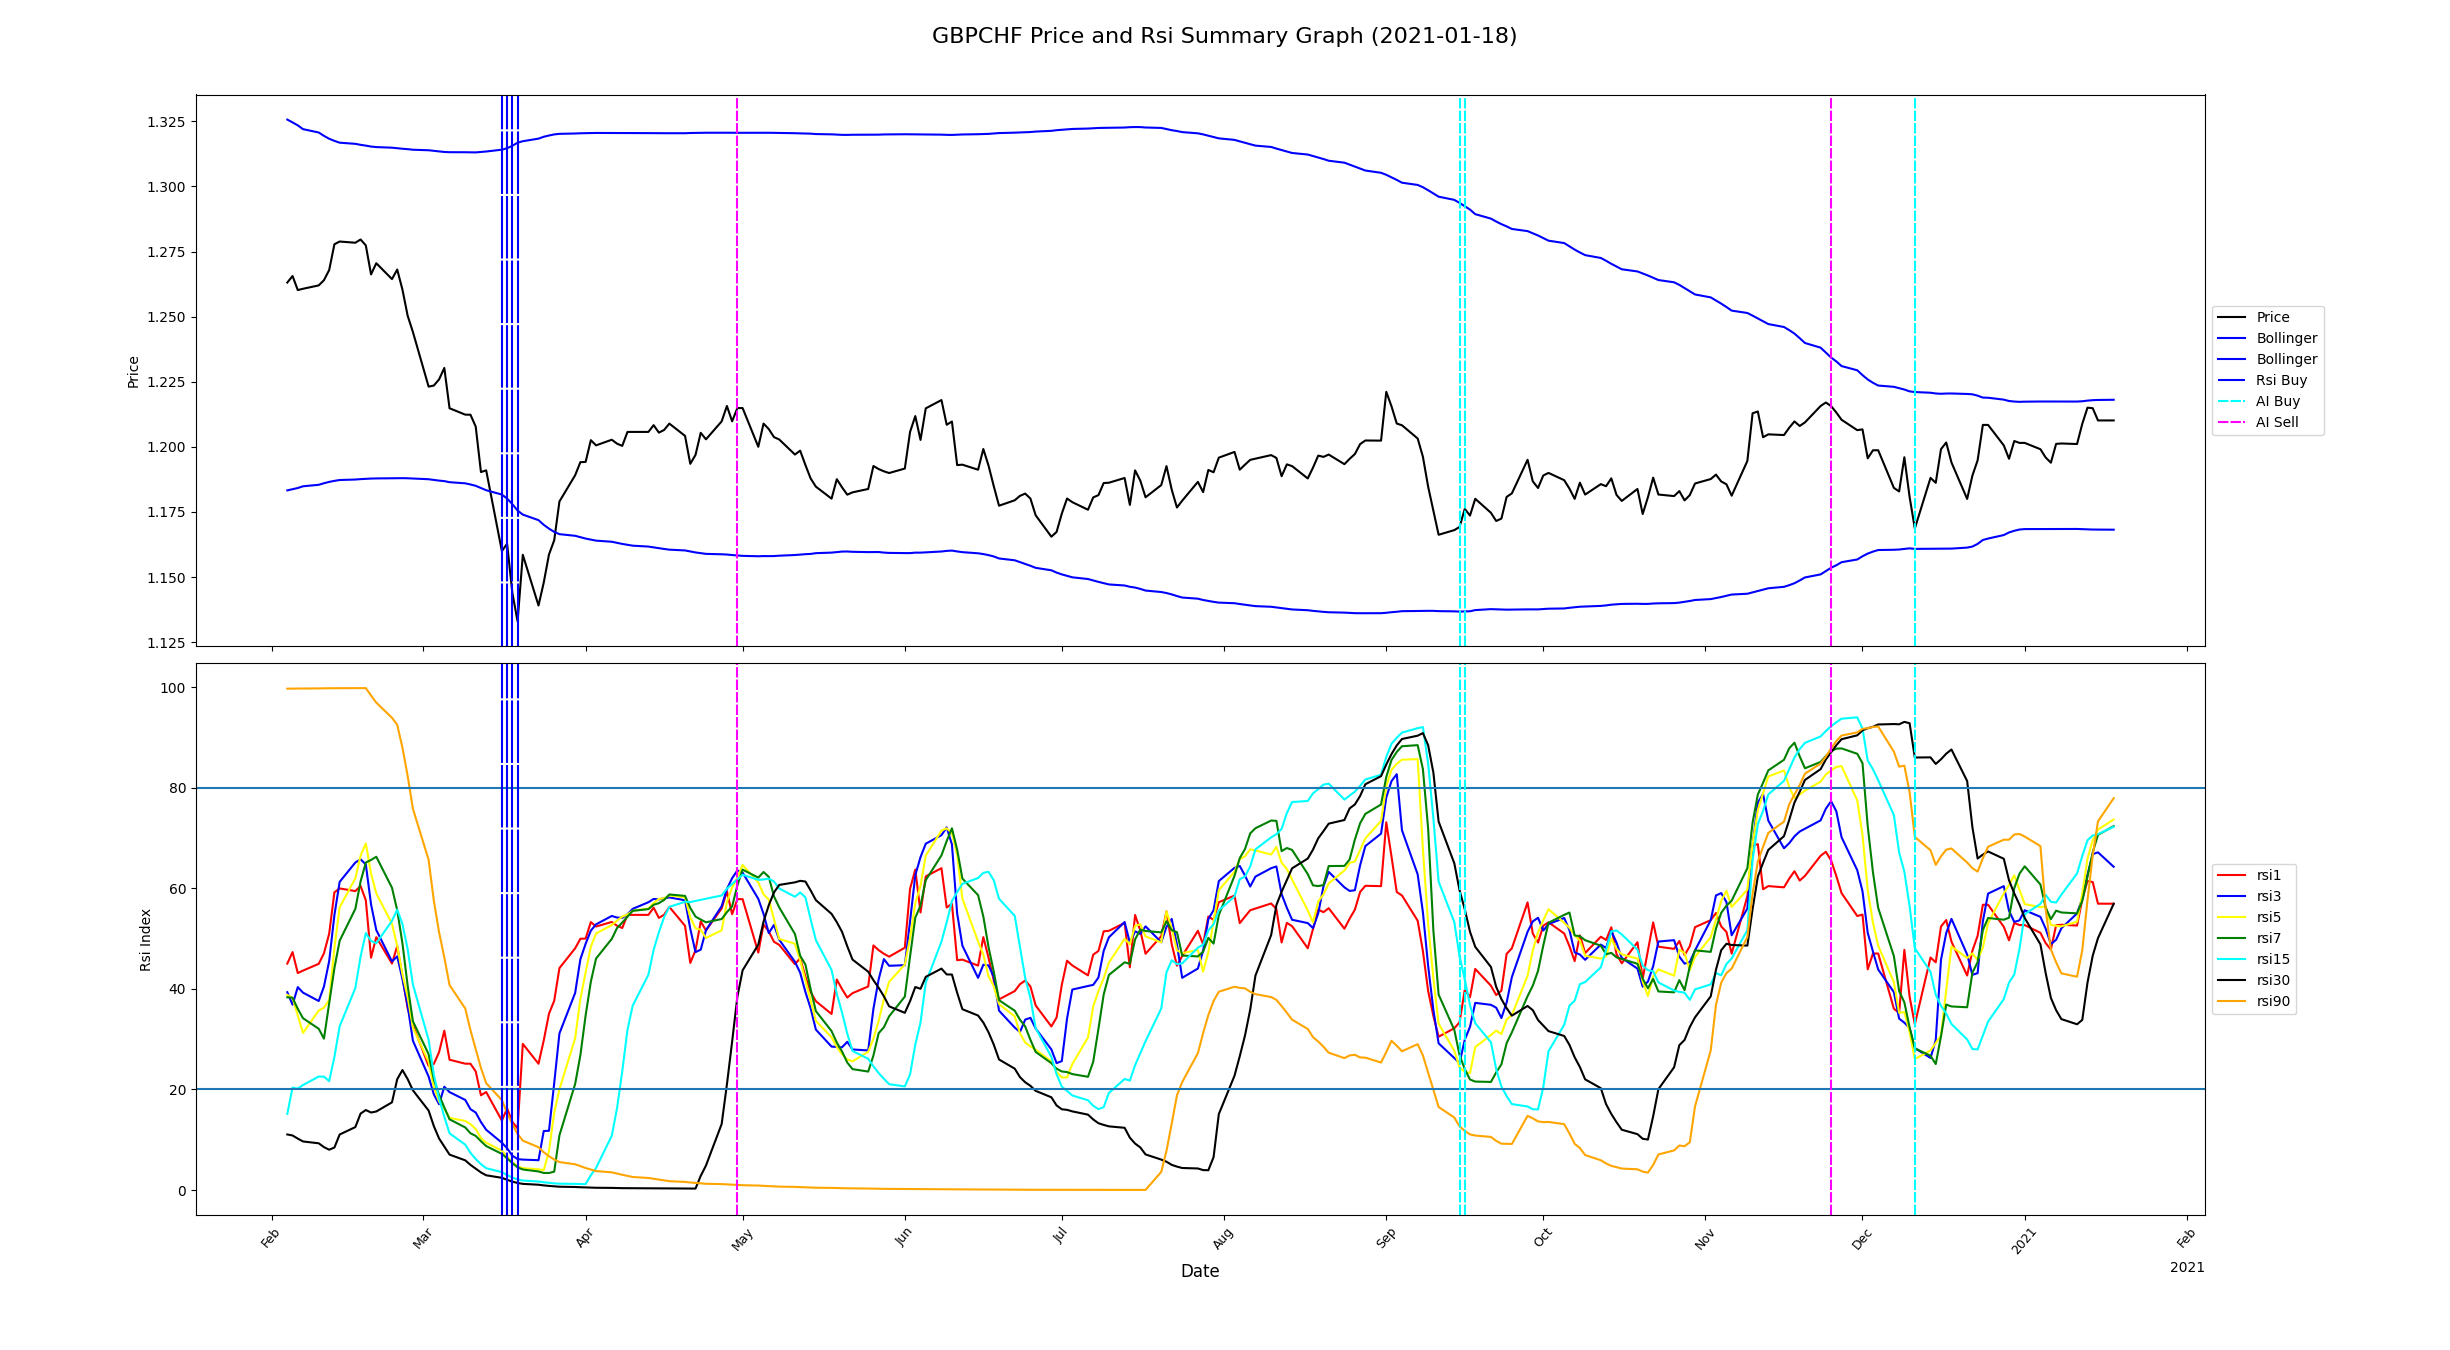 GBPCHF Price and Rsi Summary Graph (2021-01-18)
1.325
1.300
1.275
1.250
1.225
1.200
1.175
1.150
1.125
Price
Price
Bollinger
Bollinger
Rsi Buy
AI Buy
AI Sell
100
80
60
40
20
0
Rsi Index
rsi1
rsi3
rsi5
rsi7
rsi15
rsi30
rsi90
Feb
Mar
Apr
May
Jun
Jul
Aug
Sep
Oct
Nov
Dec
2021
Feb
Date
2021